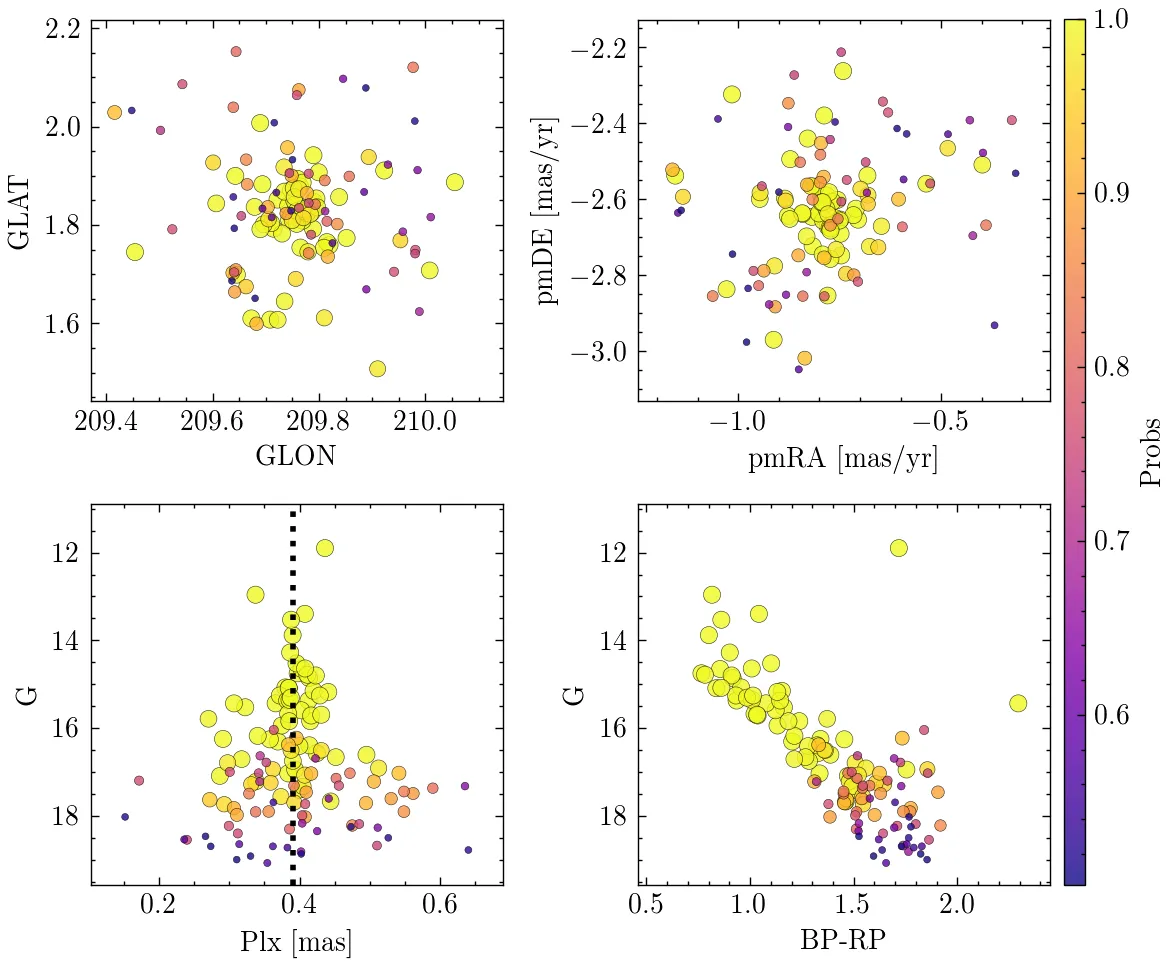 2.2
2.0
1.8
1.6
GLAT
209.4 209.6 209.8 210.0
GLON
−2.2
−2.4
−2.6
−2.8
−3.0
pmDE [mas/yr]
−1.0 −0.5
pmRA [mas/yr]
1.0
0.9
0.8
0.7
0.6
Probs
12
14
16
18
G
0.2 0.4 0.6
Plx [mas]
12
14
16
18
G
0.5 1.0 1.5 2.0
BP-RP